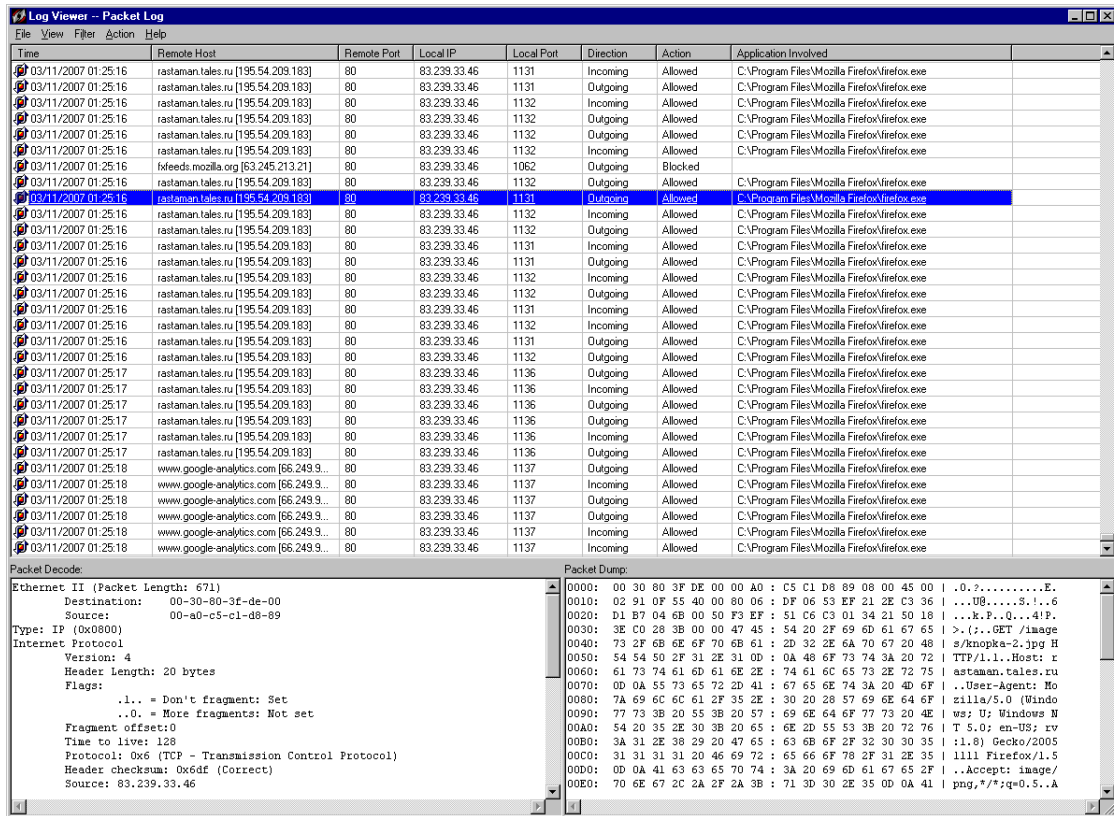 Log Viewer -- Packet Log
File View Filter Action Help
Time Remote Host Remote Port Local IP Local Port Direction Action Application Involved
03/11/2007 01:25:16 rastaman.tales.ru [195.54.209.183] 80 83.239.33.46 1131 Incoming Allowed C:\Program Files\Mozilla Firefox\firefox.exe
03/11/2007 01:25:16 rastaman.tales.ru [195.54.209.183] 80 83.239.33.46 1131 Outgoing Allowed C:\Program Files\Mozilla Firefox\firefox.exe
03/11/2007 01:25:16 rastaman.tales.ru [195.54.209.183] 80 83.239.33.46 1132 Incoming Allowed C:\Program Files\Mozilla Firefox\firefox.exe
03/11/2007 01:25:16 rastaman.tales.ru [195.54.209.183] 80 83.239.33.46 1132 Outgoing Allowed C:\Program Files\Mozilla Firefox\firefox.exe
03/11/2007 01:25:16 rastaman.tales.ru [195.54.209.183] 80 83.239.33.46 1132 Outgoing Allowed C:\Program Files\Mozilla Firefox\firefox.exe
03/11/2007 01:25:16 rastaman.tales.ru [195.54.209.183] 80 83.239.33.46 1132 Incoming Allowed C:\Program Files\Mozilla Firefox\firefox.exe
03/11/2007 01:25:16 fxfeeds.mozilla.org [63.245.213.21] 80 83.239.33.46 1062 Outgoing Blocked
03/11/2007 01:25:16 rastaman.tales.ru [195.54.209.183] 80 83.239.33.46 1132 Outgoing Allowed C:\Program Files\Mozilla Firefox\firefox.exe
03/11/2007 01:25:16 rastaman.tales.ru [195.54.209.183] 80 83.239.33.46 1131 Outgoing Allowed C:\Program Files\Mozilla Firefox\firefox.exe
03/11/2007 01:25:16 rastaman.tales.ru [195.54.209.183] 80 83.239.33.46 1132 Incoming Allowed C:\Program Files\Mozilla Firefox\firefox.exe
03/11/2007 01:25:16 rastaman.tales.ru [195.54.209.183] 80 83.239.33.46 1132 Outgoing Allowed C:\Program Files\Mozilla Firefox\firefox.exe
03/11/2007 01:25:16 rastaman.tales.ru [195.54.209.183] 80 83.239.33.46 1131 Incoming Allowed C:\Program Files\Mozilla Firefox\firefox.exe
03/11/2007 01:25:16 rastaman.tales.ru [195.54.209.183] 80 83.239.33.46 1131 Outgoing Allowed C:\Program Files\Mozilla Firefox\firefox.exe
03/11/2007 01:25:16 rastaman.tales.ru [195.54.209.183] 80 83.239.33.46 1132 Incoming Allowed C:\Program Files\Mozilla Firefox\firefox.exe
03/11/2007 01:25:16 rastaman.tales.ru [195.54.209.183] 80 83.239.33.46 1132 Outgoing Allowed C:\Program Files\Mozilla Firefox\firefox.exe
03/11/2007 01:25:16 rastaman.tales.ru [195.54.209.183] 80 83.239.33.46 1131 Incoming Allowed C:\Program Files\Mozilla Firefox\firefox.exe
03/11/2007 01:25:16 rastaman.tales.ru [195.54.209.183] 80 83.239.33.46 1132 Incoming Allowed C:\Program Files\Mozilla Firefox\firefox.exe
03/11/2007 01:25:16 rastaman.tales.ru [195.54.209.183] 80 83.239.33.46 1131 Outgoing Allowed C:\Program Files\Mozilla Firefox\firefox.exe
03/11/2007 01:25:16 rastaman.tales.ru [195.54.209.183] 80 83.239.33.46 1132 Outgoing Allowed C:\Program Files\Mozilla Firefox\firefox.exe
03/11/2007 01:25:17 rastaman.tales.ru [195.54.209.183] 80 83.239.33.46 1136 Outgoing Allowed C:\Program Files\Mozilla Firefox\firefox.exe
03/11/2007 01:25:17 rastaman.tales.ru [195.54.209.183] 80 83.239.33.46 1136 Incoming Allowed C:\Program Files\Mozilla Firefox\firefox.exe
03/11/2007 01:25:17 rastaman.tales.ru [195.54.209.183] 80 83.239.33.46 1136 Outgoing Allowed C:\Program Files\Mozilla Firefox\firefox.exe
03/11/2007 01:25:17 rastaman.tales.ru [195.54.209.183] 80 83.239.33.46 1136 Outgoing Allowed C:\Program Files\Mozilla Firefox\firefox.exe
03/11/2007 01:25:17 rastaman.tales.ru [195.54.209.183] 80 83.239.33.46 1136 Incoming Allowed C:\Program Files\Mozilla Firefox\firefox.exe
03/11/2007 01:25:17 rastaman.tales.ru [195.54.209.183] 80 83.239.33.46 1136 Outgoing Allowed C:\Program Files\Mozilla Firefox\firefox.exe
03/11/2007 01:25:18 www.google-analytics.com [66.249.9... 80 83.239.33.46 1137 Outgoing Allowed C:\Program Files\Mozilla Firefox\firefox.exe
03/11/2007 01:25:18 www.google-analytics.com [66.249.9... 80 83.239.33.46 1137 Incoming Allowed C:\Program Files\Mozilla Firefox\firefox.exe
03/11/2007 01:25:18 www.google-analytics.com [66.249.9... 80 83.239.33.46 1137 Outgoing Allowed C:\Program Files\Mozilla Firefox\firefox.exe
03/11/2007 01:25:18 www.google-analytics.com [66.249.9... 80 83.239.33.46 1137 Outgoing Allowed C:\Program Files\Mozilla Firefox\firefox.exe
03/11/2007 01:25:18 www.google-analytics.com [66.249.9... 80 83.239.33.46 1137 Incoming Allowed C:\Program Files\Mozilla Firefox\firefox.exe
03/11/2007 01:25:18 www.google-analytics.com [66.249.9... 80 83.239.33.46 1137 Incoming Allowed C:\Program Files\Mozilla Firefox\firefox.exe
Packet Decode:
Ethernet II (Packet Length: 671)
Destination: 00-30-80-3f-de-00
Source: 00-a0-c5-c1-d8-89
Type: IP (0x0800)
Internet Protocol
Version: 4
Header Length: 20 bytes
Flags:
.1.. = Don't fragment: Set
..0. = More fragments: Not set
Fragment offset:0
Time to live: 128
Protocol: 0x6 (TCP - Transmission Control Protocol)
Header checksum: 0x6df (Correct)
Source: 83.239.33.46
Packet Dump:
0000: 00 30 80 3F DE 00 00 A0 : C5 C1 D8 89 08 00 45 00 | .0.?..........E.
0010: 02 91 0F 55 40 00 80 06 : DF 06 53 EF 21 2E C3 36 | ...U@.....S.!..6
0020: D1 B7 04 6B 00 50 F3 EF : 51 C6 C3 01 34 21 50 18 | ...k.P..Q...4!P.
0030: 3E C0 28 3B 00 00 47 45 : 54 20 2F 69 6D 61 67 65 | >.(;..GET /image
0040: 73 2F 6B 6E 6F 70 6B 61 : 2D 32 2E 6A 70 67 20 48 | s/knopka-2.jpg H
0050: 54 54 50 2F 31 2E 31 0D : 0A 48 6F 73 74 3A 20 72 | TTP/1.1..Host: r
0060: 61 73 74 61 6D 61 6E 2E : 74 61 6C 65 73 2E 72 75 | astaman.tales.ru
0070: 0D 0A 55 73 65 72 2D 41 : 67 65 6E 74 3A 20 4D 6F | ..User-Agent: Mo
0080: 7A 69 6C 6C 61 2F 35 2E : 30 20 28 57 69 6E 64 6F | zilla/5.0 (Windo
0090: 77 73 3B 20 55 3B 20 57 : 69 6E 64 6F 77 73 20 4E | ws; U; Windows N
00A0: 54 20 35 2E 30 3B 20 65 : 6E 2D 55 53 3B 20 72 76 | T 5.0; en-US; rv
00B0: 3A 31 2E 38 29 20 47 65 : 63 6B 6F 2F 32 30 30 35 | :1.8) Gecko/2005
00C0: 31 31 31 31 20 46 69 72 : 65 66 6F 78 2F 31 2E 35 | 1111 Firefox/1.5
00D0: 0D 0A 41 63 63 65 70 74 : 3A 20 69 6D 61 67 65 2F | ..Accept: image/
00E0: 70 6E 67 2C 2A 2F 2A 3B : 71 3D 30 2E 35 0D 0A 41 | png,*/*;q=0.5..A